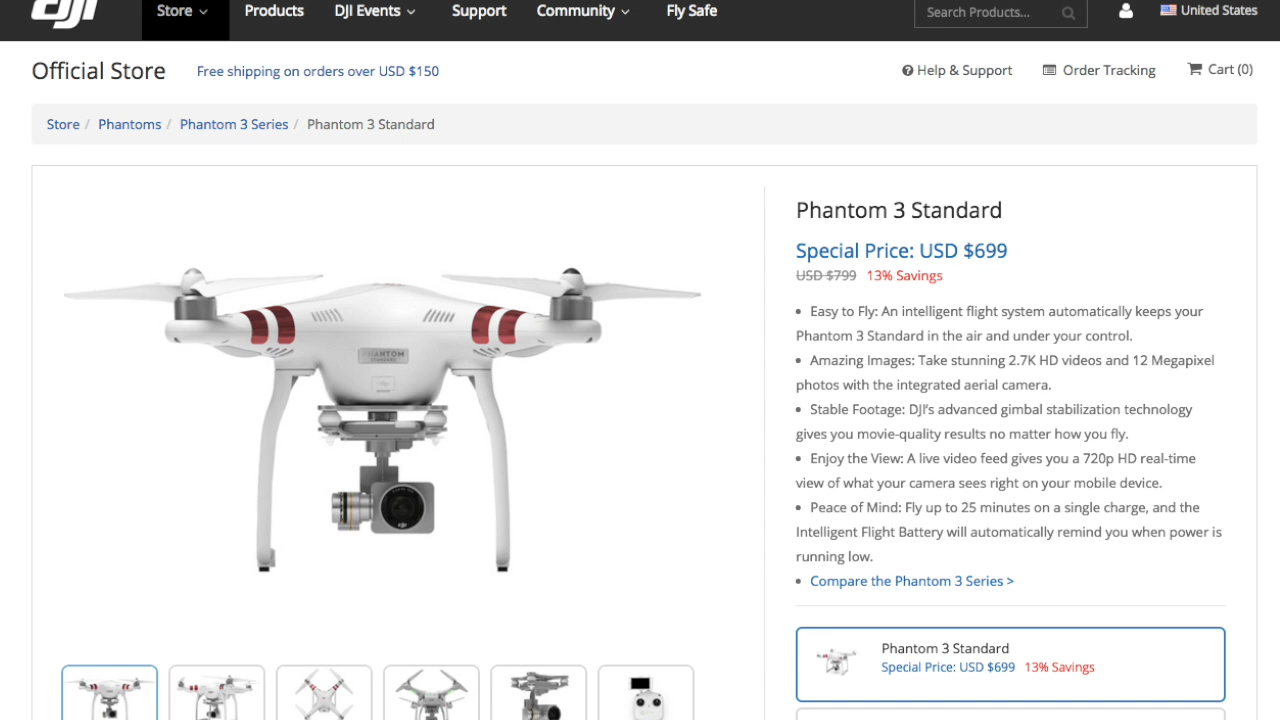 dji
Store Products DJI Events Support Community Fly Safe Search Products... United States
Official Store Free shipping on orders over USD $150 Help & Support Order Tracking Cart (0)
Store / Phantoms / Phantom 3 Series / Phantom 3 Standard
Phantom 3 Standard
Special Price: USD $699
USD $799 13% Savings
• Easy to Fly: An intelligent flight system automatically keeps your
Phantom 3 Standard in the air and under your control.
• Amazing Images: Take stunning 2.7K HD videos and 12 Megapixel
photos with the integrated aerial camera.
• Stable Footage: DJI's advanced gimbal stabilization technology
gives you movie-quality results no matter how you fly.
• Enjoy the View: A live video feed gives you a 720p HD real-time
view of what your camera sees right on your mobile device.
• Peace of Mind: Fly up to 25 minutes on a single charge, and the
Intelligent Flight Battery will automatically remind you when power is
running low.
• Compare the Phantom 3 Series >
PHANTOM
STANDARD
Phantom 3 Standard
Special Price: USD $699 13% Savings